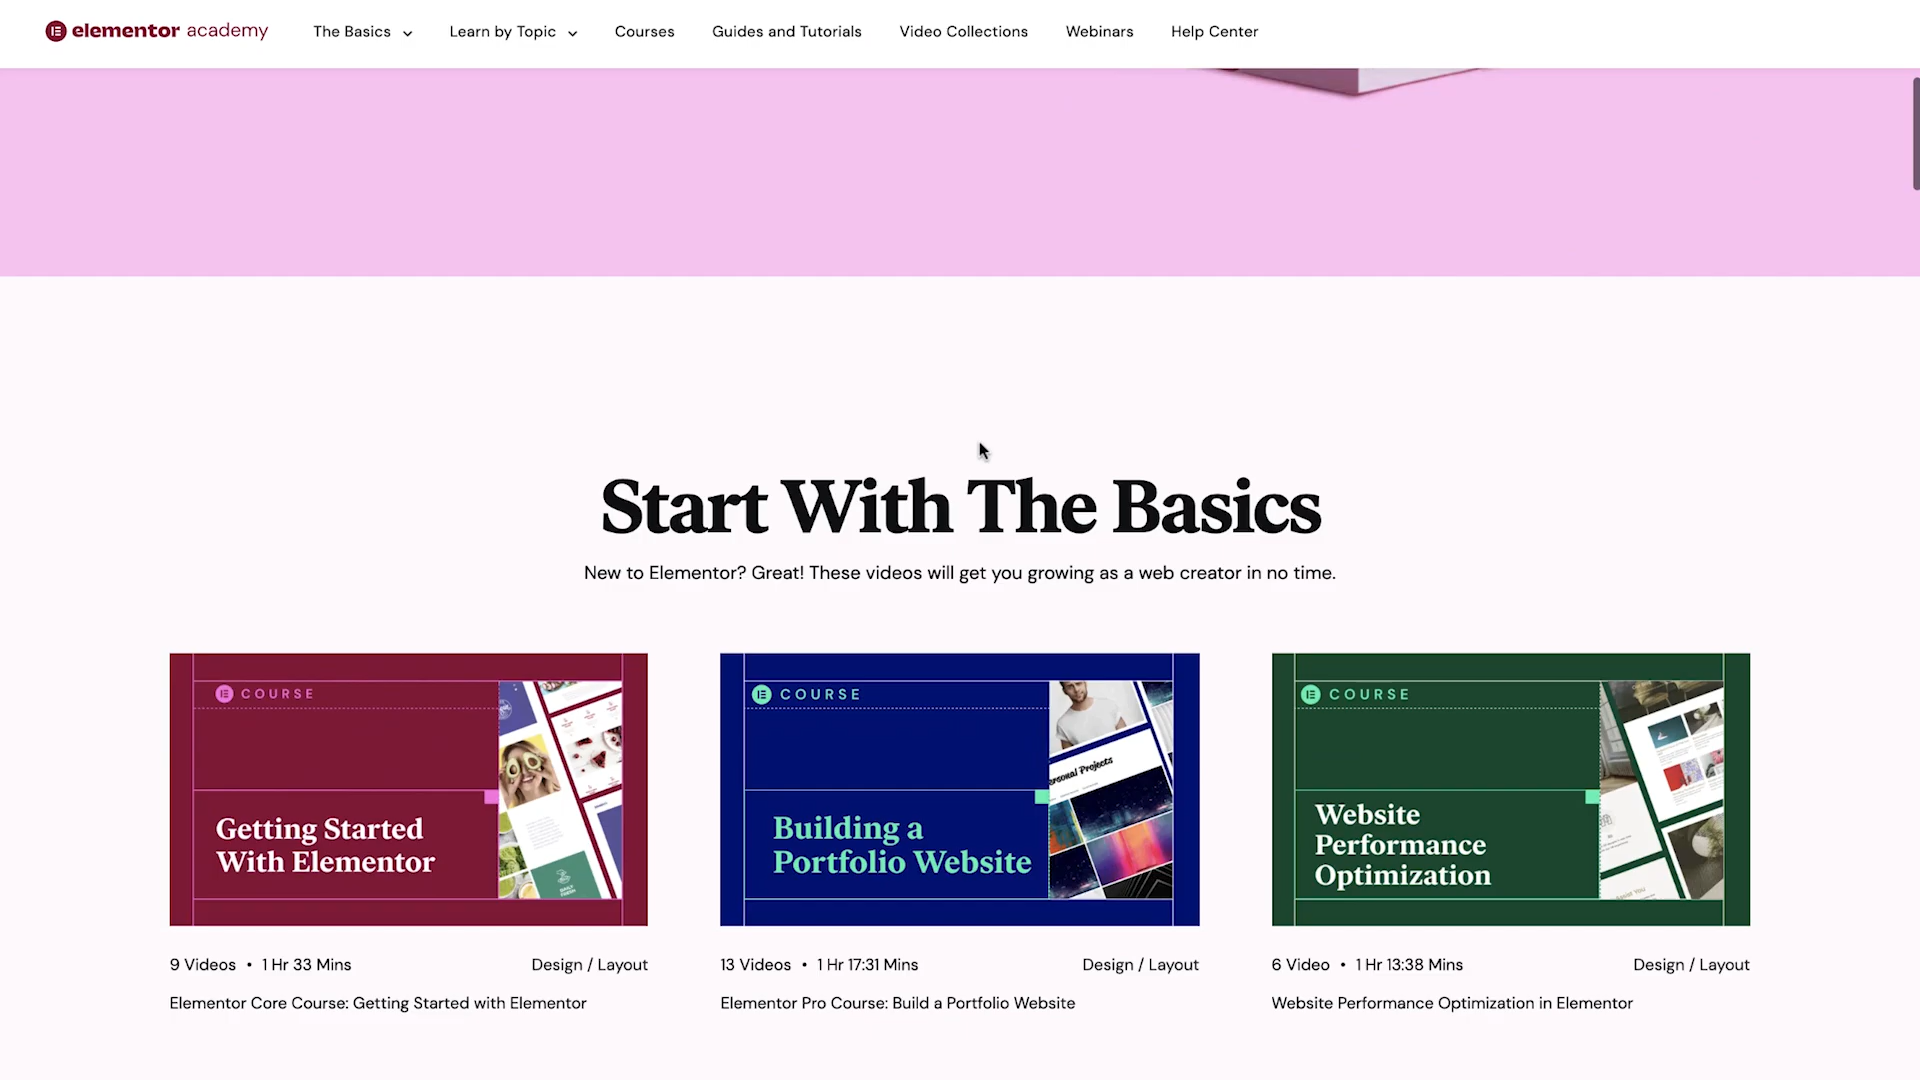 elementor academy
The Basics
Learn by Topic
Courses
Guides and Tutorials
Video Collections
Webinars
Help Center
Start With The Basics
New to Elementor? Great! These videos will get you growing as a web creator in no time.
COURSE
Getting Started
With Elementor
COURSE
ersonal Projects
Building a
Portfolio Website
COURSE
Website
Performance
Optimization
9 Videos • 1 Hr 33 Mins
Design / Layout
Elementor Core Course: Getting Started with Elementor
13 Videos • 1 Hr 17:31 Mins
Design / Layout
Elementor Pro Course: Build a Portfolio Website
6 Video • 1 Hr 13:38 Mins
Design / Layout
Website Performance Optimization in Elementor